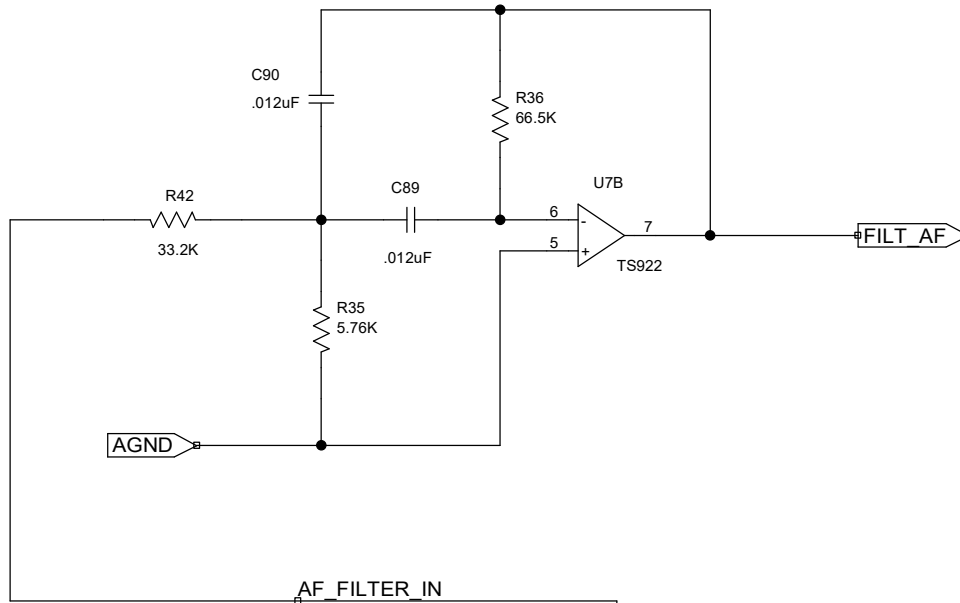 C90
.012uF
R36
66.5K
U7B
R42
C89
6
-
7
33.2K
5
+
.012uF
TS922
FILT_AF
R35
5.76K
AGND
AF_FILTER_IN